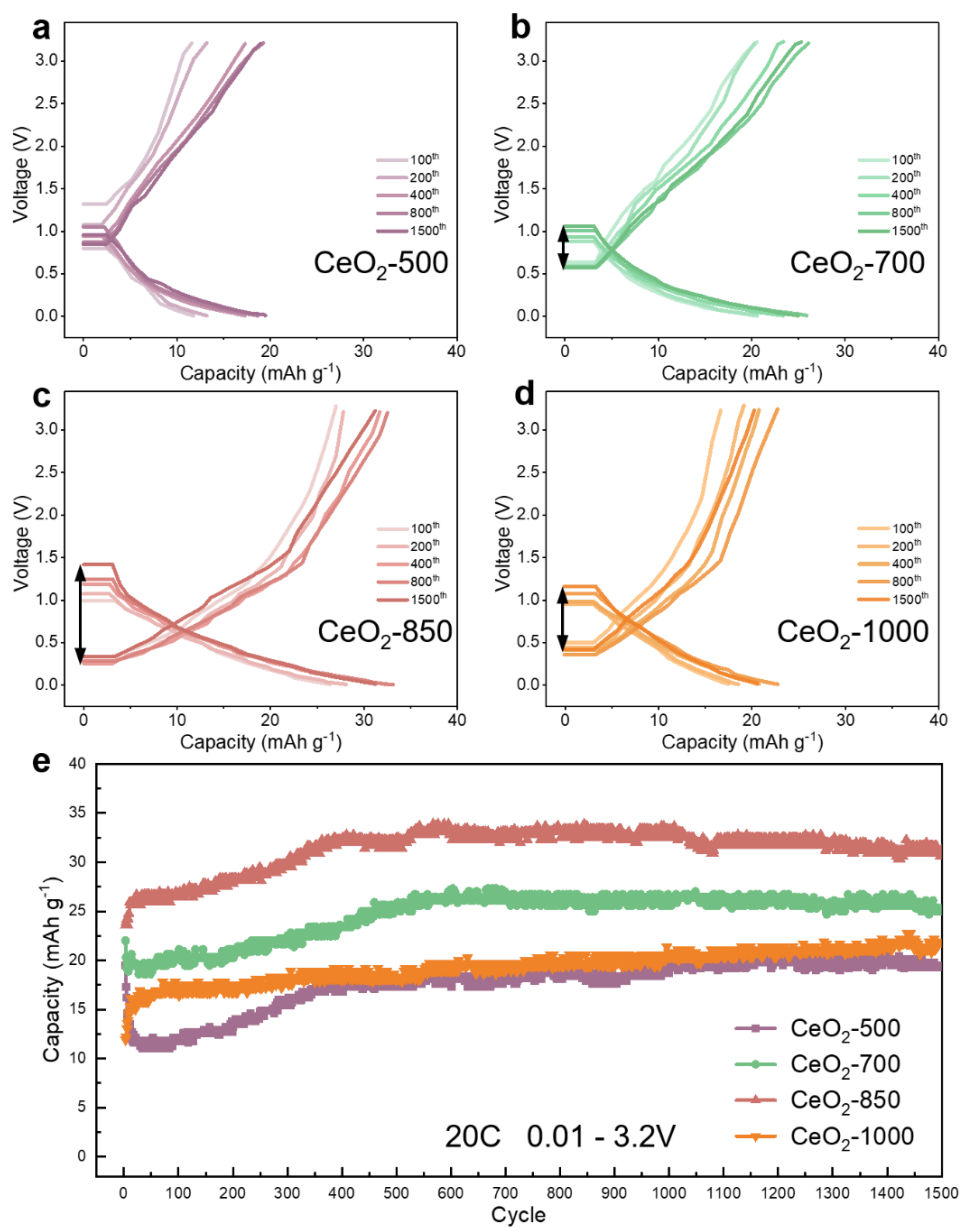 a
3.0
2.5
2.0
1.5
1.0
0.5
0.0
Voltage (V)
100th
200th
400th
800th
1500th
CeO2-500
0 10 20 30 40
Capacity (mAh g-1)
b
3.0
2.5
2.0
1.5
1.0
0.5
0.0
Voltage (V)
100th
200th
400th
800th
1500th
CeO2-700
0 10 20 30 40
Capacity (mAh g-1)
c
3.0
2.5
2.0
1.5
1.0
0.5
0.0
Voltage (V)
100th
200th
400th
800th
1500th
CeO2-850
0 10 20 30 40
Capacity (mAh g-1)
d
3.0
2.5
2.0
1.5
1.0
0.5
0.0
Voltage (V)
100th
200th
400th
800th
1500th
CeO2-1000
0 10 20 30 40
Capacity (mAh g-1)
e
40
35
30
25
20
15
10
5
0
Capacity (mAh g-1)
CeO2-500
CeO2-700
CeO2-850
CeO2-1000
20C 0.01 - 3.2V
0 100 200 300 400 500 600 700 800 900 1000 1100 1200 1300 1400 1500
Cycle